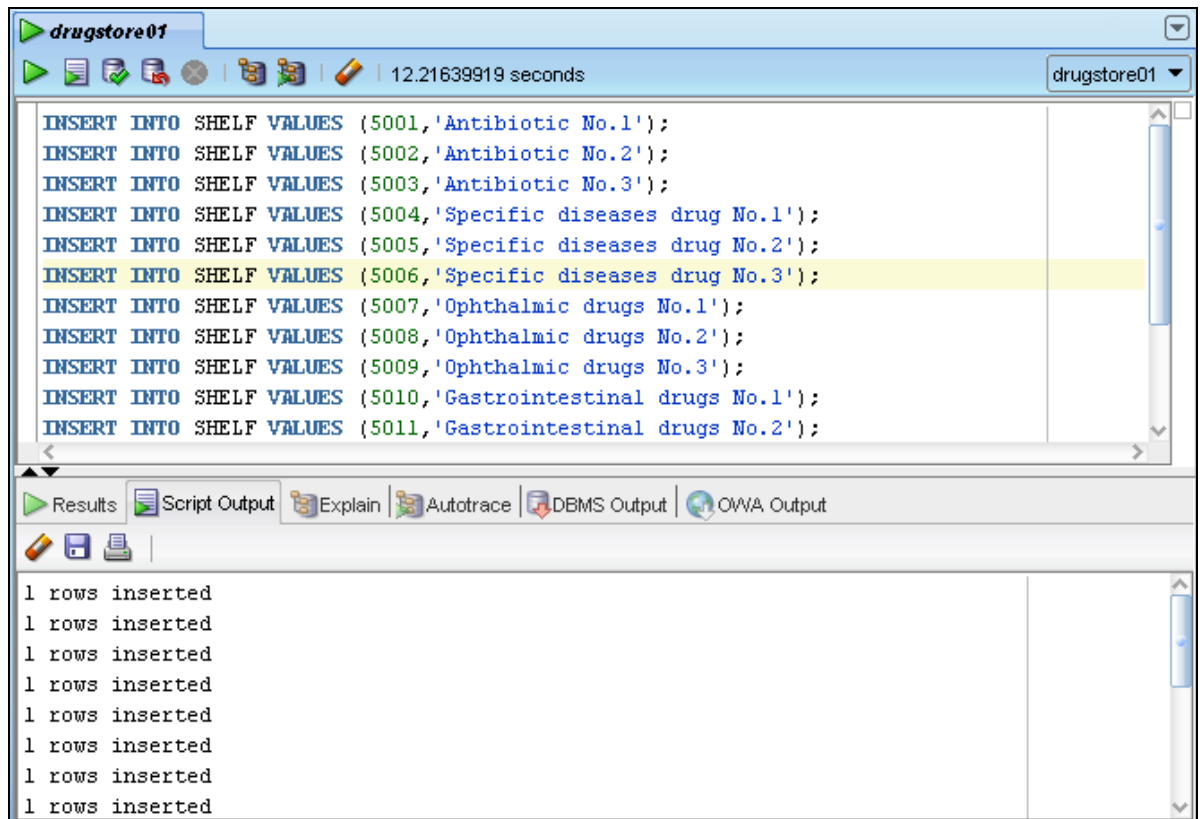 drugstore01
12.21639919 seconds
drugstore01
INSERT INTO SHELF VALUES (5001,'Antibiotic No.1');
INSERT INTO SHELF VALUES (5002,'Antibiotic No.2');
INSERT INTO SHELF VALUES (5003,'Antibiotic No.3');
INSERT INTO SHELF VALUES (5004,'Specific diseases drug No.1');
INSERT INTO SHELF VALUES (5005,'Specific diseases drug No.2');
INSERT INTO SHELF VALUES (5006,'Specific diseases drug No.3');
INSERT INTO SHELF VALUES (5007,'Ophthalmic drugs No.1');
INSERT INTO SHELF VALUES (5008,'Ophthalmic drugs No.2');
INSERT INTO SHELF VALUES (5009,'Ophthalmic drugs No.3');
INSERT INTO SHELF VALUES (5010,'Gastrointestinal drugs No.1');
INSERT INTO SHELF VALUES (5011,'Gastrointestinal drugs No.2');
Results Script Output Explain Autotrace DBMS Output OWA Output
1 rows inserted
1 rows inserted
1 rows inserted
1 rows inserted
1 rows inserted
1 rows inserted
1 rows inserted
1 rows inserted